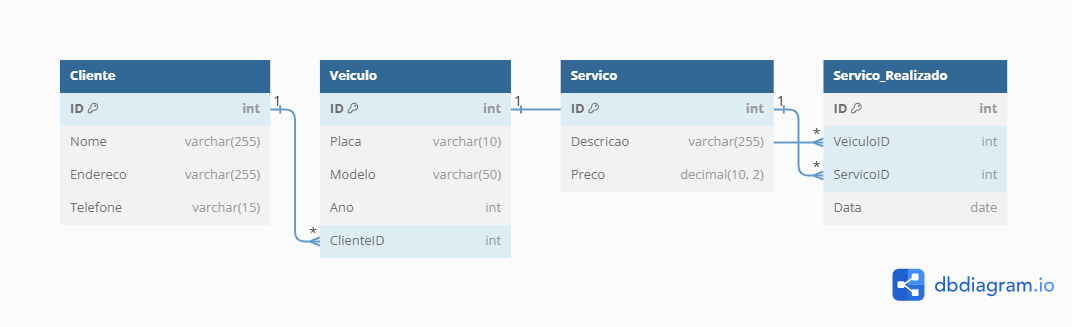 Cliente
ID int
Nome varchar(255)
Endereco varchar(255)
Telefone varchar(15)
1
*
Veiculo
ID int
Placa varchar(10)
Modelo varchar(50)
Ano int
ClienteID int
1
Servico
ID int
Descricao varchar(255)
Preco decimal(10, 2)
1
*
*
Servico_Realizado
ID int
VeiculoID int
ServicoID int
Data date
dbdiagram.io